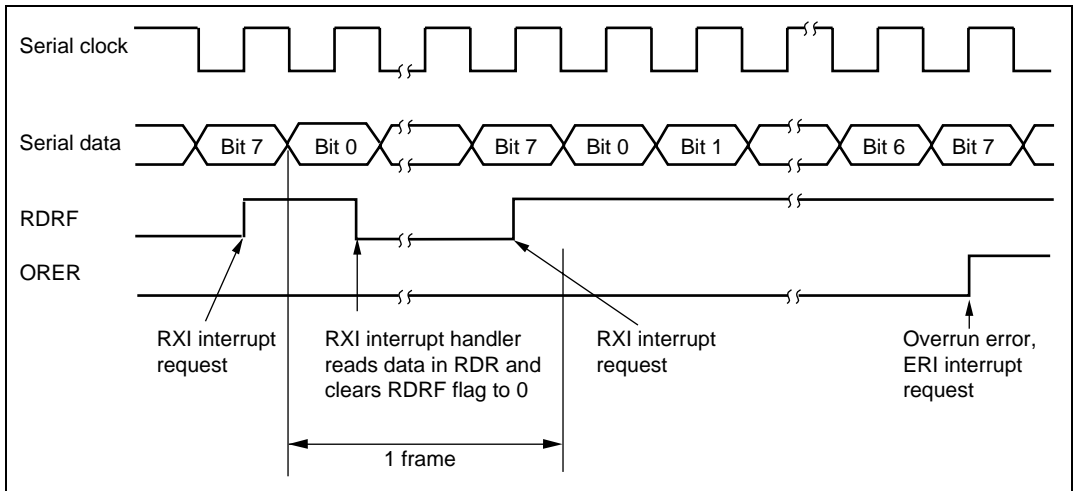 Serial clock
Serial data
Bit 7
Bit 0
Bit 7
Bit 0
Bit 1
Bit 6
Bit 7
RDRF
ORER
RXI interrupt
request
RXI interrupt handler
reads data in RDR and
clears RDRF flag to 0
RXI interrupt
request
Overrun error,
ERI interrupt
request
1 frame